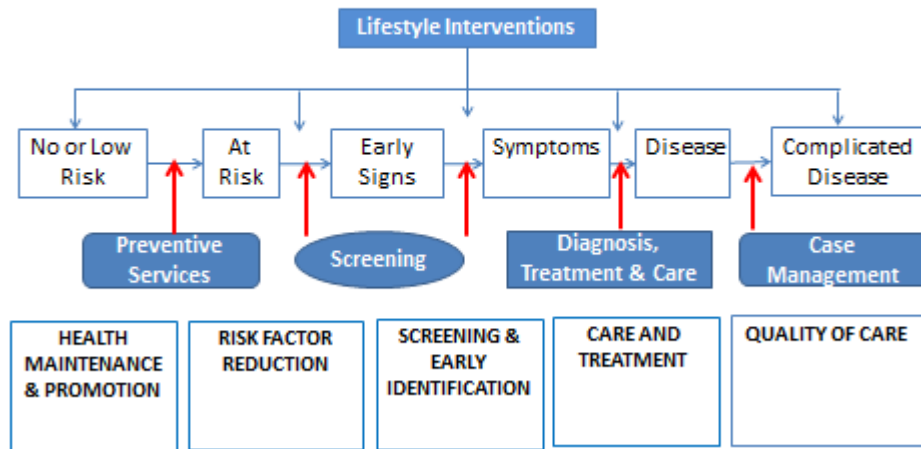 Lifestyle Interventions
No or Low
Risk
At
Risk
Early
Signs
Symptoms
Disease
Complicated
Disease
Preventive
Services
Screening
Diagnosis,
Treatment & Care
Case
Management
HEALTH
MAINTENANCE
& PROMOTION
RISK FACTOR
REDUCTION
SCREENING &
EARLY
IDENTIFICATION
CARE AND
TREATMENT
QUALITY OF CARE